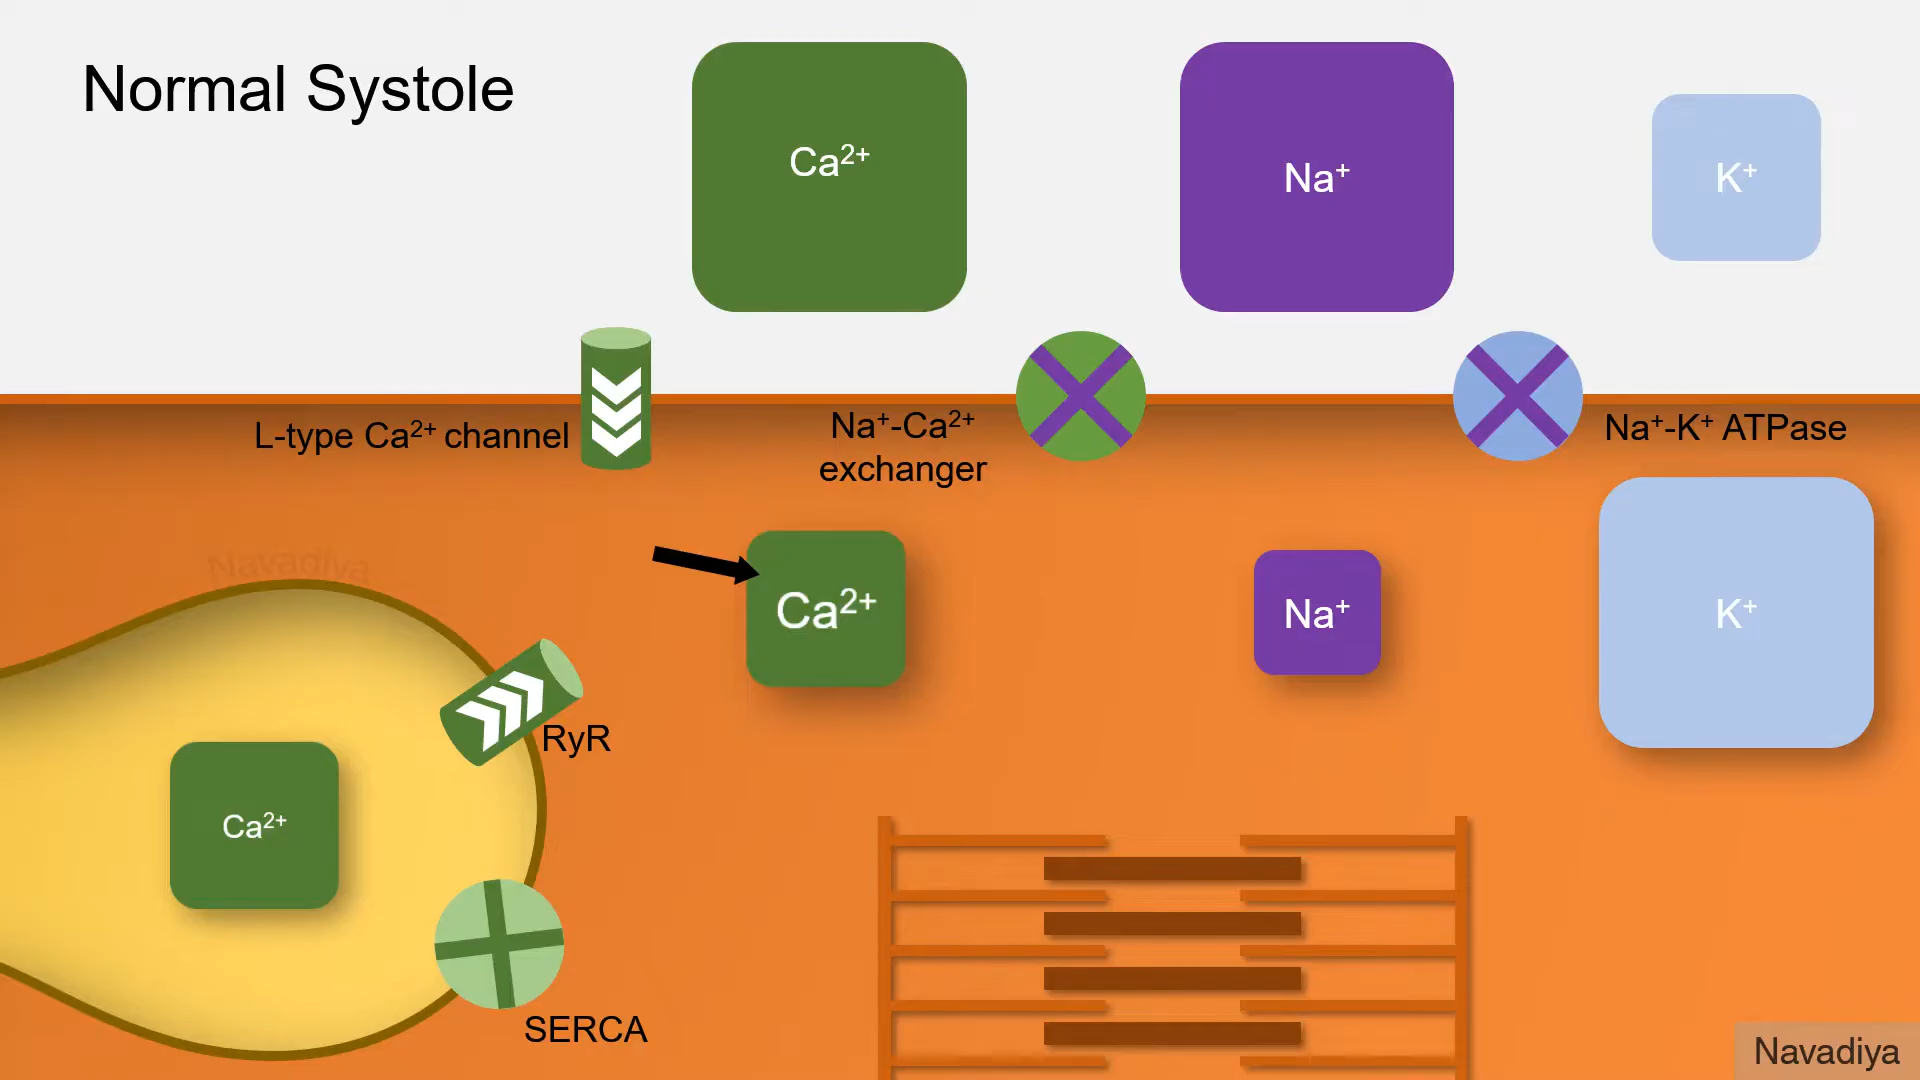 Normal Systole
Ca²⁺
Na⁺
K⁺
L-type Ca²⁺ channel
Na⁺-Ca²⁺
exchanger
Na⁺-K⁺ ATPase
Navadiya
Ca²⁺
Na⁺
K⁺
RyR
Ca²⁺
SERCA
Navadiya